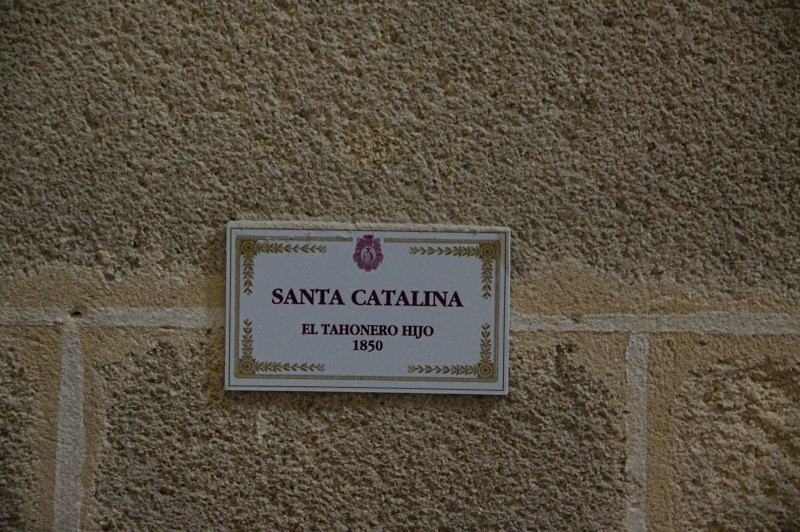 SANTA CATALINA
EL TAHONERO HIJO
1850